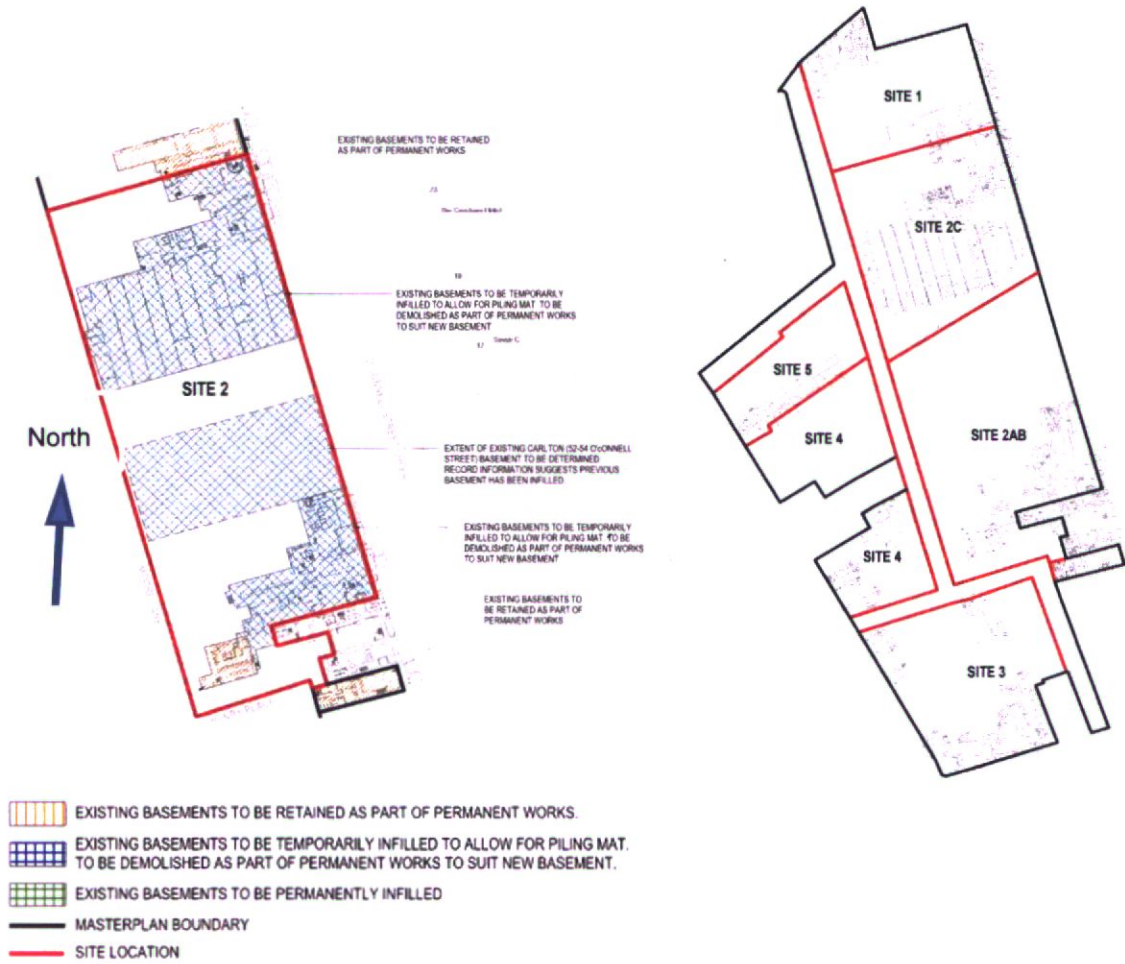 EXISTING BASEMENTS TO BE RETAINED
AS PART OF PERMANENT WORKS
EXISTING BASEMENTS TO BE TEMPORARILY
INFILLED TO ALLOW FOR PILING MAT. TO BE
DEMOLISHED AS PART OF PERMANENT WORKS
TO SUIT NEW BASEMENT
SITE 2
North
EXTENT OF EXISTING CARLTON (52-54 O'cONNELL
STREET) BASEMENT TO BE DETERMINED
RECORD INFORMATION SUGGESTS PREVIOUS
BASEMENT HAS BEEN INFILLED
EXISTING BASEMENTS TO BE TEMPORARILY
INFILLED TO ALLOW FOR PILING MAT. TO BE
DEMOLISHED AS PART OF PERMANENT WORKS
TO SUIT NEW BASEMENT
EXISTING BASEMENTS TO
BE RETAINED AS PART OF
PERMANENT WORKS
SITE 1
SITE 2C
SITE 5
SITE 4
SITE 2AB
SITE 4
SITE 3
EXISTING BASEMENTS TO BE RETAINED AS PART OF PERMANENT WORKS.
EXISTING BASEMENTS TO BE TEMPORARILY INFILLED TO ALLOW FOR PILING MAT.
TO BE DEMOLISHED AS PART OF PERMANENT WORKS TO SUIT NEW BASEMENT.
EXISTING BASEMENTS TO BE PERMANENTLY INFILLED
MASTERPLAN BOUNDARY
SITE LOCATION